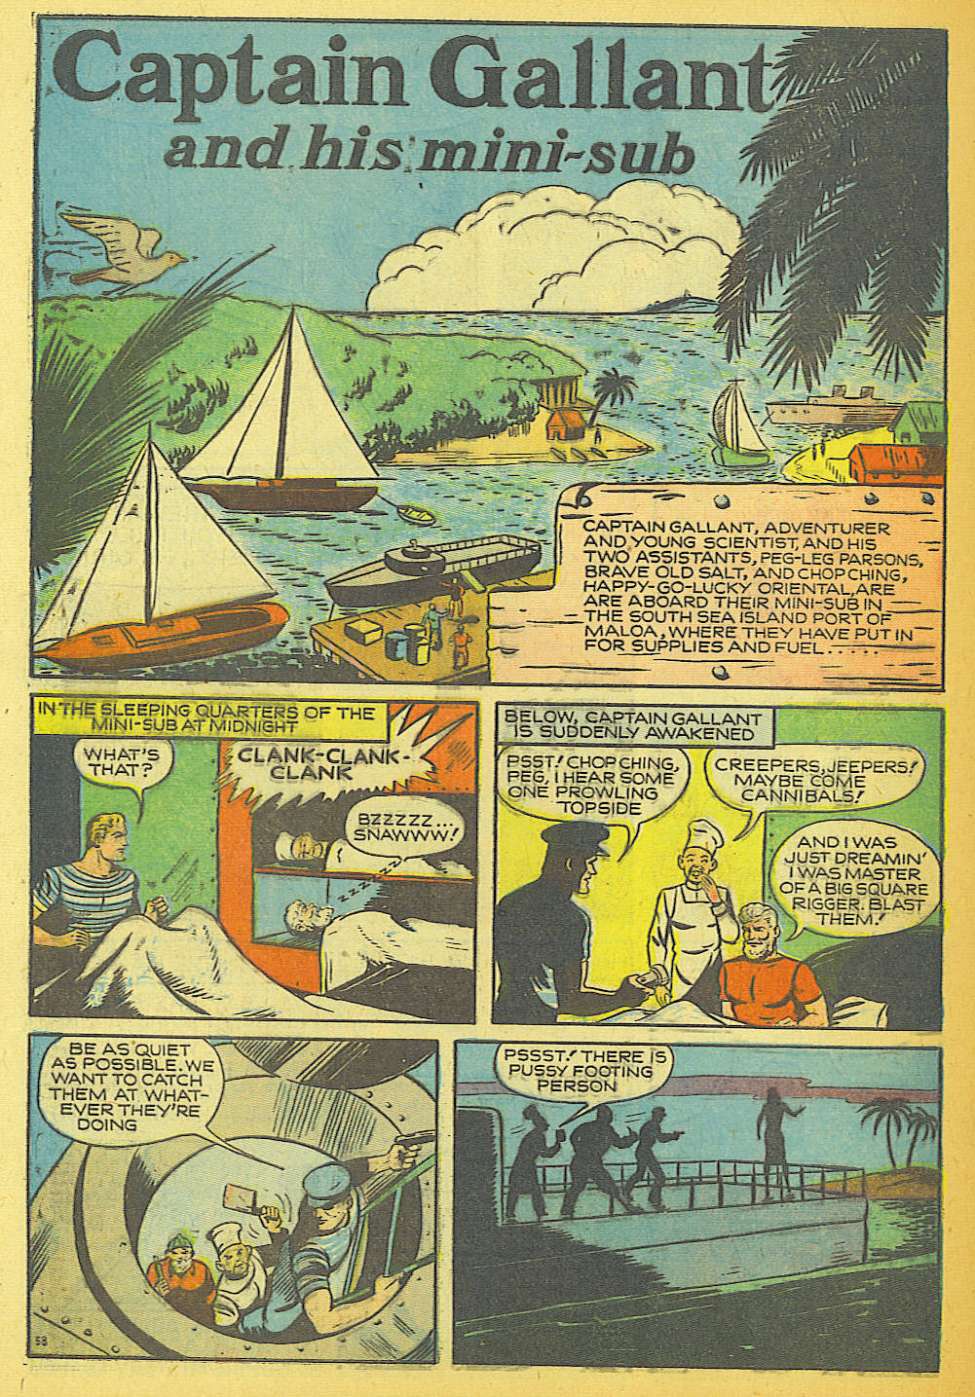 Captain Gallant
and his mini-sub
CAPTAIN GALLANT, ADVENTURER
AND YOUNG SCIENTIST, AND HIS
TWO ASSISTANTS, PEG-LEG PARSONS,
BRAVE OLD SALT, AND CHOP CHING,
HAPPY-GO-LUCKY ORIENTAL, ARE
ARE ABOARD THEIR MINI-SUB IN
THE SOUTH SEA ISLAND PORT OF
MALOA, WHERE THEY HAVE PUT IN
FOR SUPPLIES AND FUEL.....
IN THE SLEEPING QUARTERS OF THE
MINI-SUB AT MIDNIGHT
WHAT'S
THAT?
CLANK-CLANK-
CLANK
BZZZZZ...
SNAWWW!
ZZZZZZ
BELOW, CAPTAIN GALLANT
IS SUDDENLY AWAKENED
PSST! CHOP CHING,
PEG, I HEAR SOME
ONE PROWLING
TOPSIDE
CREEPERS, JEEPERS!
MAYBE COME
CANNIBALS!
AND I WAS
JUST DREAMIN'
I WAS MASTER
OF A BIG SQUARE
RIGGER. BLAST
THEM!
BE AS QUIET
AS POSSIBLE. WE
WANT TO CATCH
THEM AT WHAT-
EVER THEY'RE
DOING
58
PSSST! THERE IS
PUSSY FOOTING
PERSON